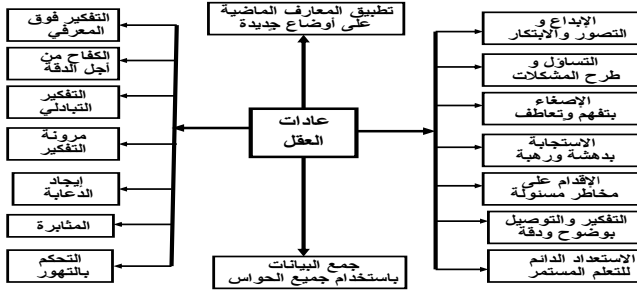 تطبيق المعارف الماضية
على أوضاع جديدة
الإبداع و
التصور والابتكار
التساؤل و
طرح المشكلات
الإصغاء
بتفهم وتعاطف
الاستجابة
بدهشة ورهبة
الإقدام على
مخاطر مسئولة
التفكير والتوصيل
بوضوح ودقة
الاستعداد الدائم
للتعلم المستمر
عادات
العقل
التفكير فوق
المعرفي
الكفاح من
أجل الدقة
التفكير
التبادلي
مرونة
التفكير
إيجاد
الدعابة
المثابرة
التحكم
بالتهور
جمع البيانات
باستخدام جميع الحواس